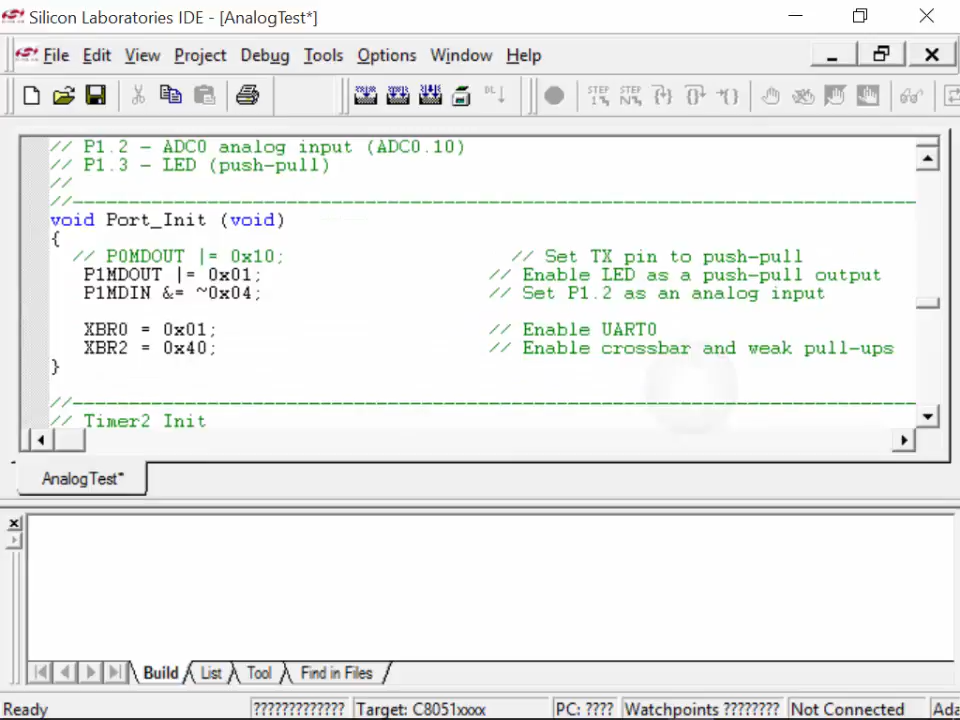 Silicon Laboratories IDE - [AnalogTest*]
File Edit View Project Debug Tools Options Window Help
// P1.2 - ADC0 analog input (ADC0.10)
// P1.3 - LED (push-pull)
//
//-----------------------------------------------------------------------------
void Port_Init (void)
{
// P0MDOUT |= 0x10; // Set TX pin to push-pull
P1MDOUT |= 0x01; // Enable LED as a push-pull output
P1MDIN &= ~0x04; // Set P1.2 as an analog input
XBR0 = 0x01; // Enable UART0
XBR2 = 0x40; // Enable crossbar and weak pull-ups
}
//-----------------------------------------------------------------------------
// Timer2 Init
AnalogTest*
Build List Tool Find in Files
Ready ????????????? Target: C8051xxxx PC: ???? Watchpoints ???????? Not Connected Ada